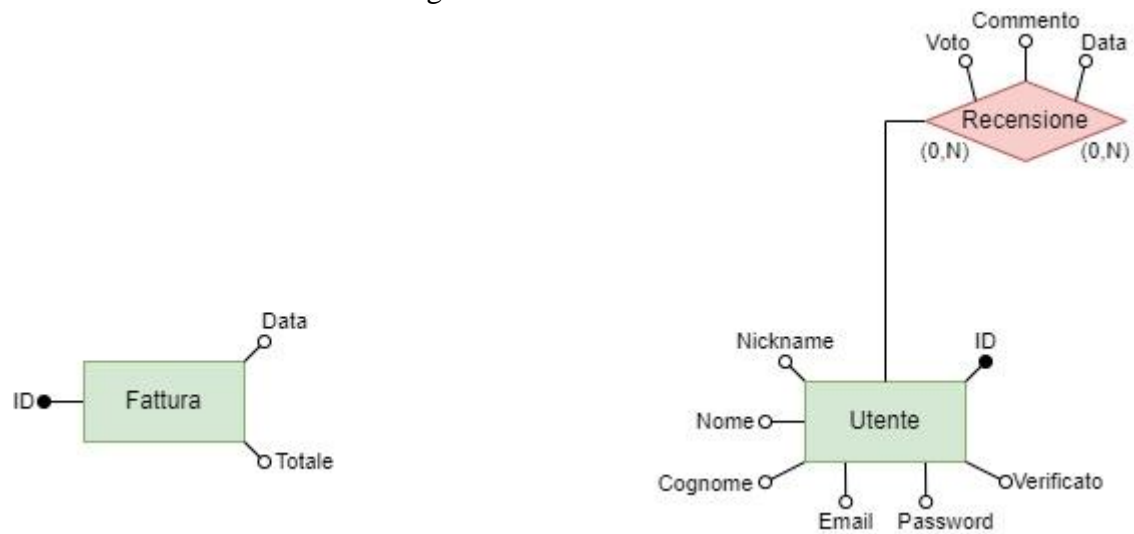 Commento
Voto
Data
Recensione
(0,N)
(0,N)
Data
ID
Fattura
Totale
Nickname
ID
Nome
Utente
Cognome
Verificato
Email
Password